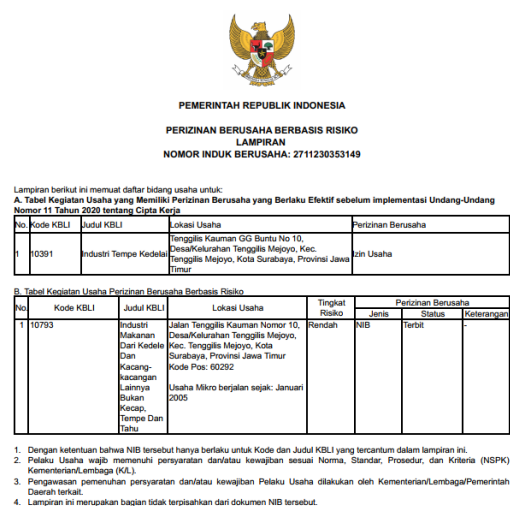 PEMERINTAH REPUBLIK INDONESIA
PERIZINAN BERUSAHA BERBASIS RISIKO
LAMPIRAN
NOMOR INDUK BERUSAHA: 2711230353149
Lampiran berikut ini memuat daftar bidang usaha untuk:
A. Tabel Kegiatan Usaha yang Memiliki Perizinan Berusaha yang Berlaku Efektif sebelum implementasi Undang-Undang
Nomor 11 Tahun 2020 tentang Cipta Kerja
No. Kode KBLI Judul KBLI Lokasi Usaha Perizinan Berusaha
1 10391 Industri Tempe Kedelai Tenggilis Kauman GG Buntu No 10,
Desa/Kelurahan Tenggilis Mejoyo, Kec.
Tenggilis Mejoyo, Kota Surabaya, Provinsi Jawa
Timur
Izin Usaha
B. Tabel Kegiatan Usaha Perizinan Berusaha Berbasis Risiko
No. Kode KBLI Judul KBLI Lokasi Usaha Tingkat
Risiko
Perizinan Berusaha
Jenis Status Keterangan
1 10793 Industri
Makanan
Dari Kedele
Dan
Kacang-
kacangan
Lainnya
Bukan
Kecap,
Tempe Dan
Tahu
Jalan Tenggilis Kauman Nomor 10,
Desa/Kelurahan Tenggilis Mejoyo,
Kec. Tenggilis Mejoyo, Kota
Surabaya, Provinsi Jawa Timur
Kode Pos: 60292
Usaha Mikro berjalan sejak: Januari
2005
Rendah NIB Terbit -
1. Dengan ketentuan bahwa NIB tersebut hanya berlaku untuk Kode dan Judul KBLI yang tercantum dalam lampiran ini.
2. Pelaku Usaha wajib memenuhi persyaratan dan/atau kewajiban sesuai Norma, Standar, Prosedur, dan Kriteria (NSPK)
Kementerian/Lembaga (K/L).
3. Pengawasan pemenuhan persyaratan dan/atau kewajiban Pelaku Usaha dilakukan oleh Kementerian/Lembaga/Pemerintah
Daerah terkait.
4. Lampiran ini merupakan bagian tidak terpisahkan dari dokumen NIB tersebut.